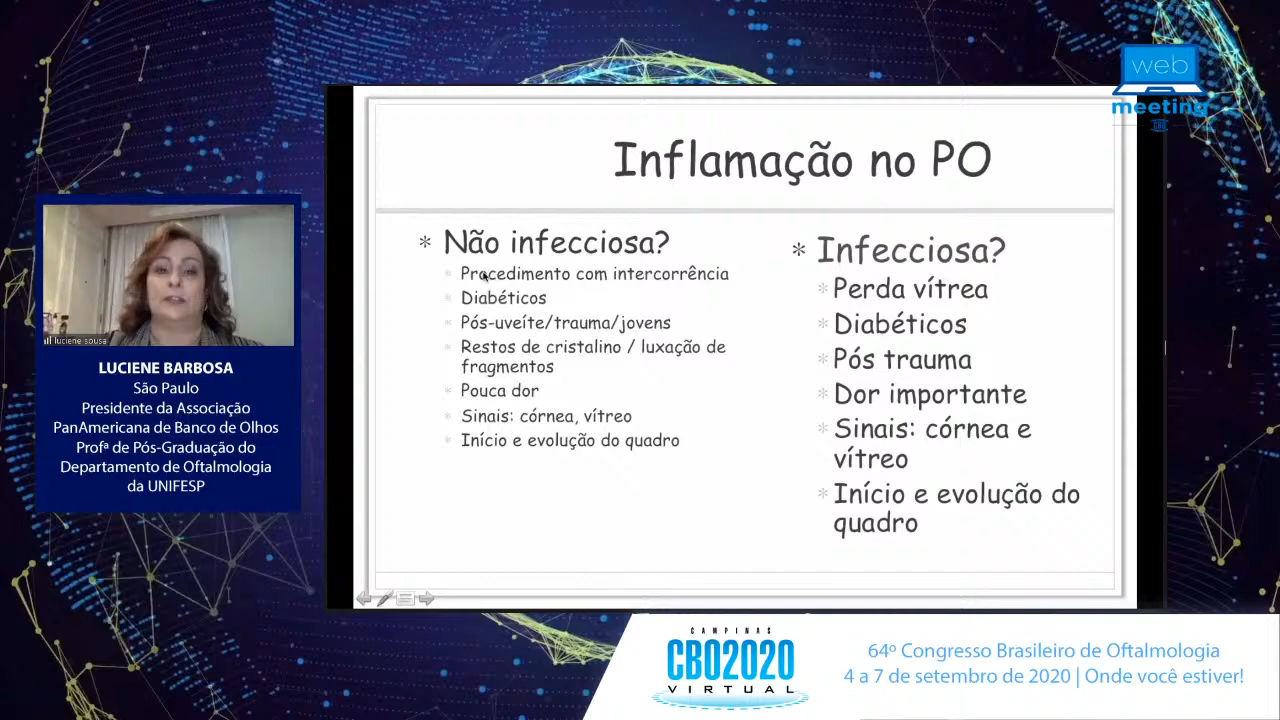 web
meeting
Inflamação no PO
* Não infecciosa?
* Procedimento com intercorrência
* Diabéticos
* Pós-uveíte/trauma/jovens
* Restos de cristalino / luxação de
fragmentos
* Pouca dor
* Sinais: córnea, vítreo
* Início e evolução do quadro
* Infecciosa?
* Perda vítrea
* Diabéticos
* Pós trauma
* Dor importante
* Sinais: córnea e
vítreo
* Início e evolução do
quadro
luciene sousa
LUCIENE BARBOSA
São Paulo
Presidente da Associação
PanAmericana de Banco de Olhos
Profª de Pós-Graduação do
Departamento de Oftalmologia
da UNIFESP
CAMPINAS
CBO2020
VIRTUAL
64º Congresso Brasileiro de Oftalmologia
4 a 7 de setembro de 2020 | Onde você estiver!